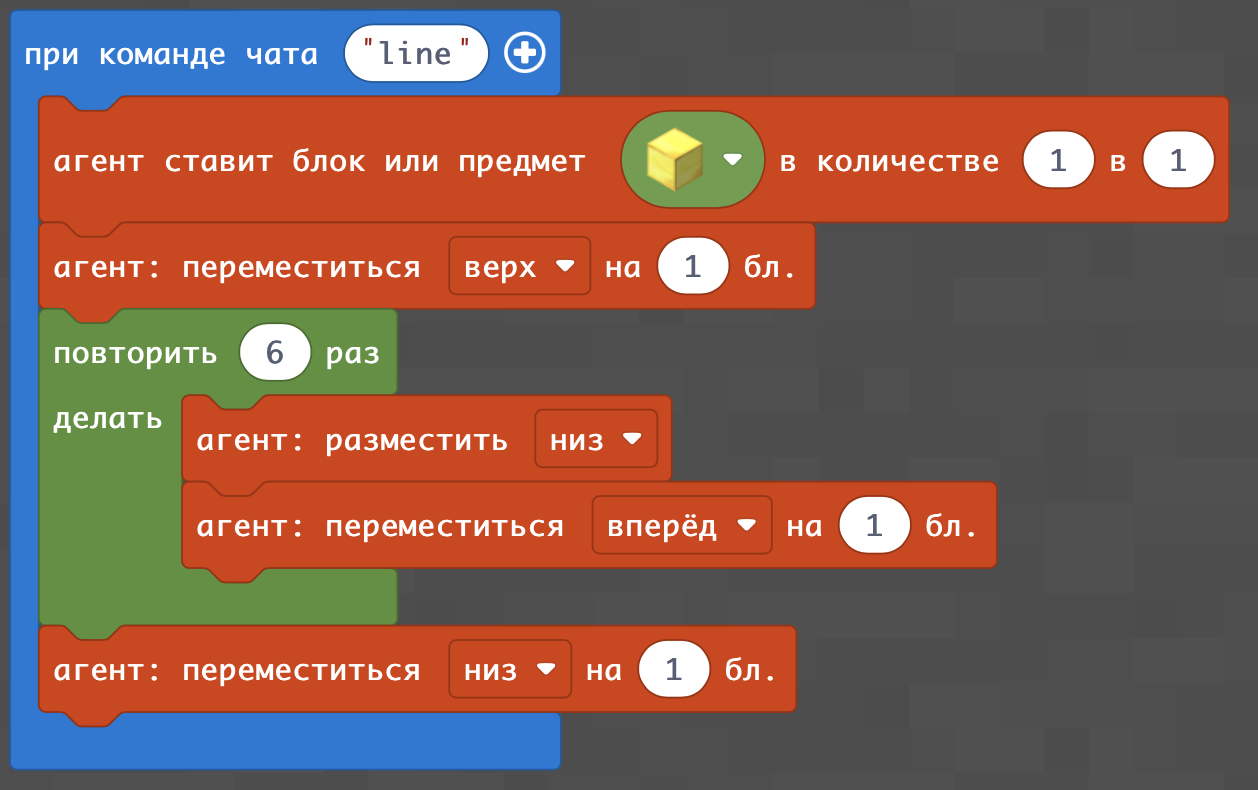 при команде чата "line"
агент ставит блок или предмет в количестве 1 в 1
агент: переместиться верх на 1 бл.
повторить 6 раз
делать
агент: разместить низ
агент: переместиться вперёд на 1 бл.
агент: переместиться низ на 1 бл.